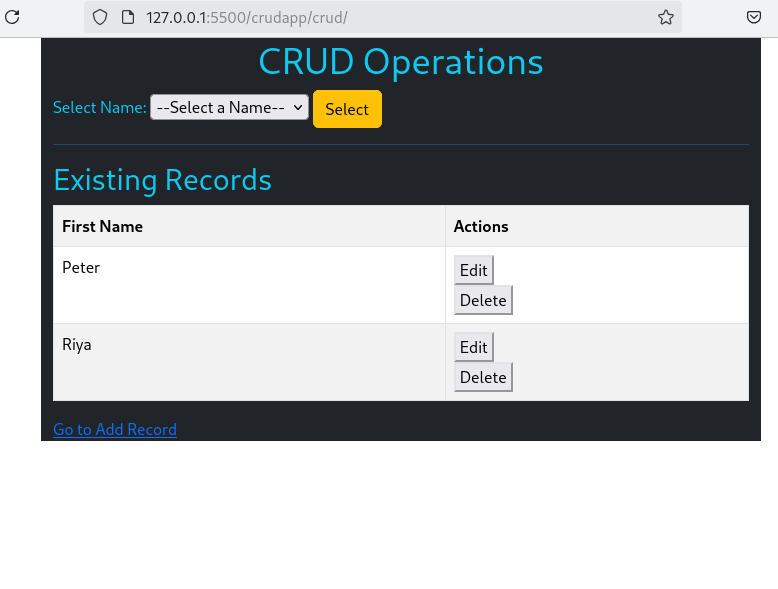 127.0.0.1:5500/crudapp/crud/
CRUD Operations
Select Name: --Select a Name-- Select
Existing Records
First Name Actions
Peter Edit
Delete
Riya Edit
Delete
Go to Add Record